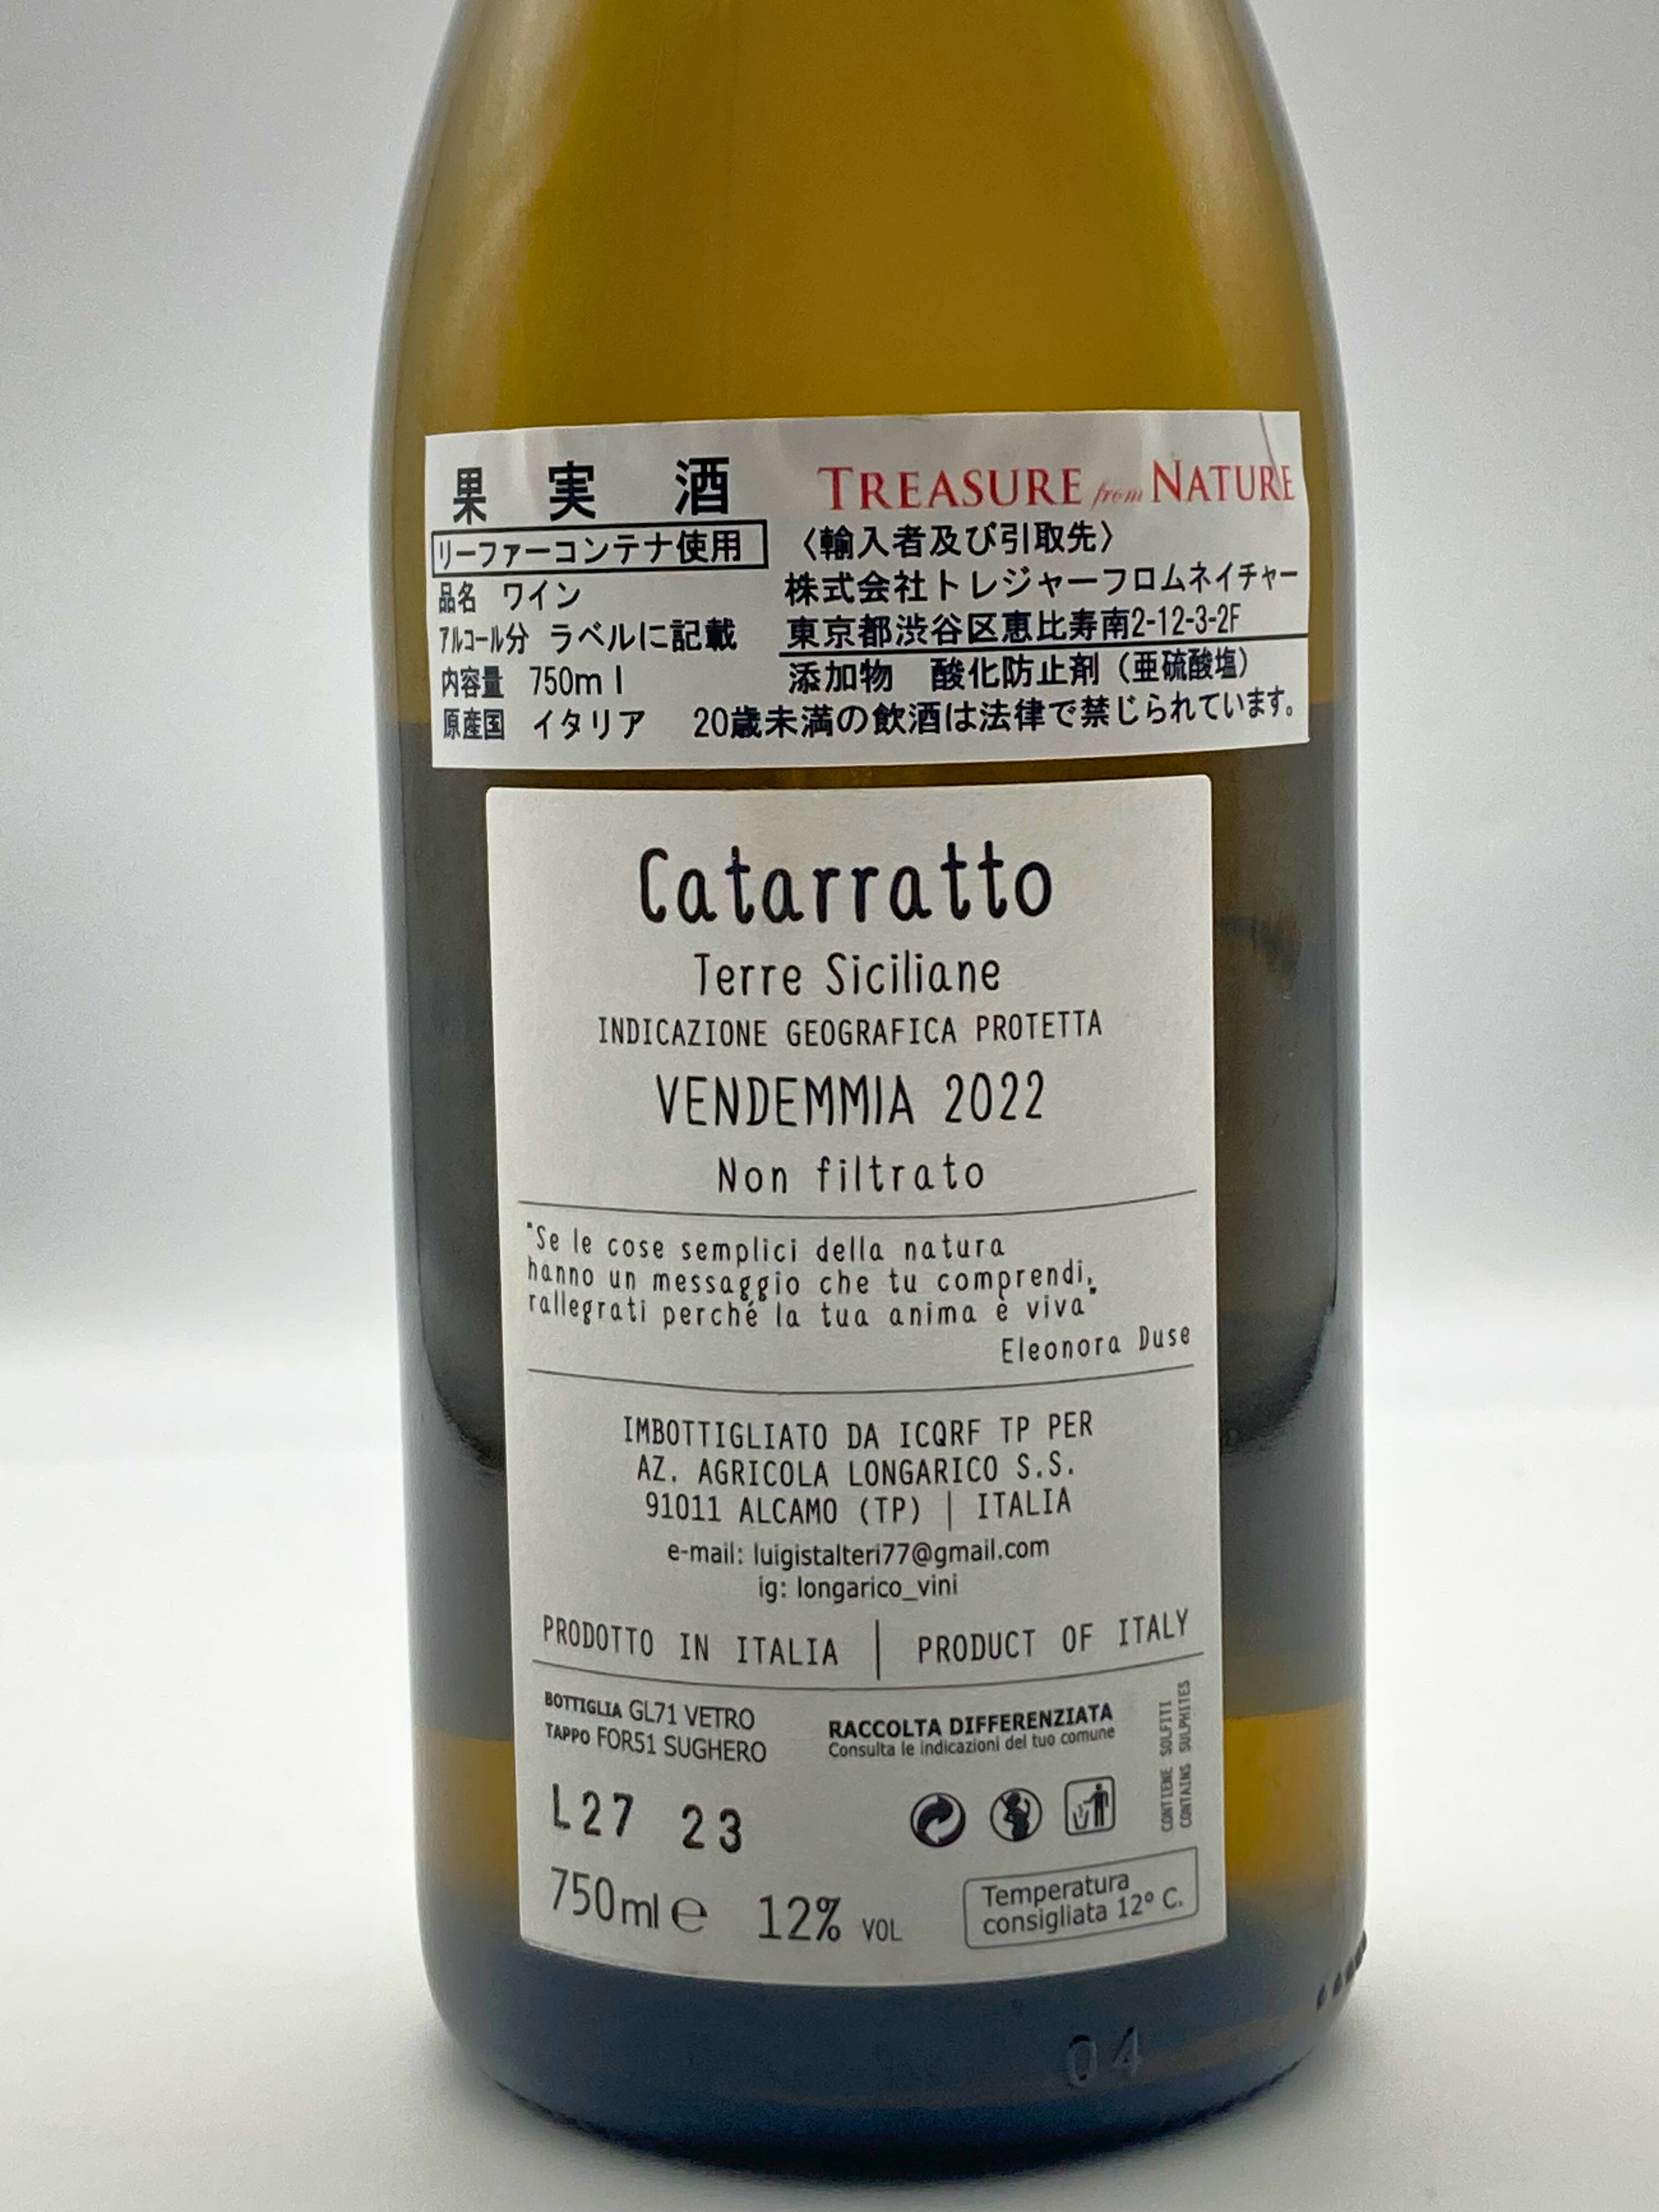 果実酒
TREASURE from NATURE
リーファーコンテナ使用
〈輸入者及び引取先〉
品名 ワイン
株式会社トレジャーフロムネイチャー
アルコール分 ラベルに記載
東京都渋谷区恵比寿南2-12-3-2F
内容量 750ml
添加物 酸化防止剤(亜硫酸塩)
原産国 イタリア
20歳未満の飲酒は法律で禁じられています。
Catarratto
Terre Siciliane
INDICAZIONE GEOGRAFICA PROTETTA
VENDEMMIA 2022
Non filtrato
"Se le cose semplici della natura
hanno un messaggio che tu comprendi,
rallegrati perché la tua anima è viva"
Eleonora Duse
IMBOTTIGLIATO DA ICQRF TP PER
AZ. AGRICOLA LONGARICO S.S.
91011 ALCAMO (TP) | ITALIA
e-mail: luigistalteri77@gmail.com
ig: longarico_vini
PRODOTTO IN ITALIA | PRODUCT OF ITALY
BOTTIGLIA GL71 VETRO
TAPPO FOR51 SUGHERO
RACCOLTA DIFFERENZIATA
Consulta le indicazioni del tuo comune
CONTIENE SOLFITI
CONTAINS SULPHITES
L27 23
750ml e 12% VOL
Temperatura
consigliata 12° C.
04